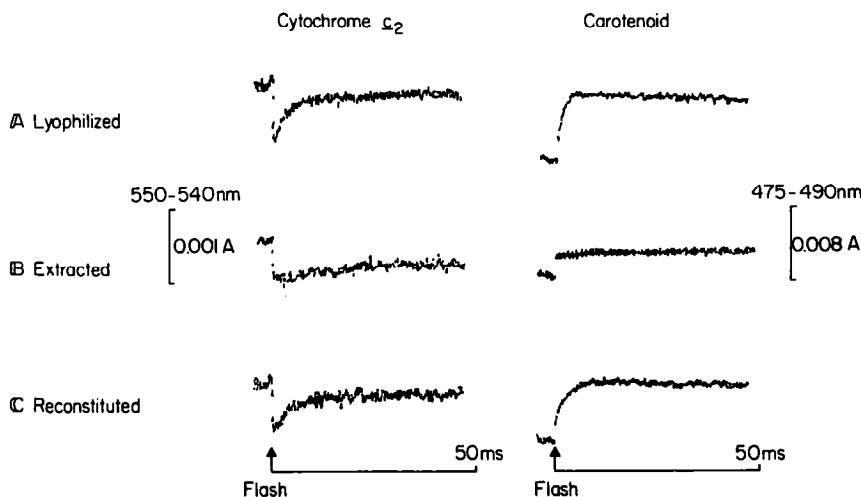 Cytochrome c2
Carotenoid
A Lyophilized
550-540nm
0.001 A
475-490nm
0.008 A
B Extracted
C Reconstituted
50ms
Flash
50ms
Flash